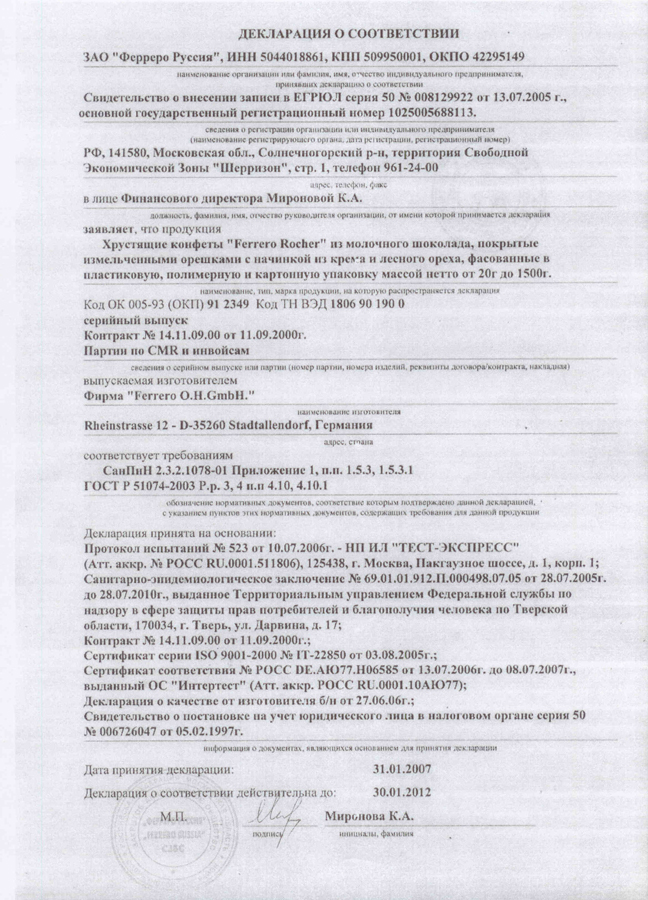 ДЕКЛАРАЦИЯ О СООТВЕТСТВИИ
ЗАО "Ферреро Руссия", ИНН 5044018861, КПП 509950001, ОКПО 42295149
наименование организации или фамилия, имя, отчество индивидуального предпринимателя,
принявших декларацию о соответствии
Свидетельство о внесении записи в ЕГРЮЛ серия 50 № 008129922 от 13.07.2005 г.,
основной государственный регистрационный номер 1025005688113.
сведения о регистрации организации или индивидуального предпринимателя
(наименование регистрирующего органа, дата регистрации, регистрационный номер)
РФ, 141580, Московская обл., Солнечногорский р-н, территория Свободной
Экономической Зоны "Шерризон", стр. 1, телефон 961-24-00
адрес, телефон, факс
в лице Финансового директора Мироновой К.А.
должность, фамилия, имя, отчество руководителя организации, от имени которой принимается декларация
заявляет, что продукция
Хрустящие конфеты "Ferrero Rocher" из молочного шоколада, покрытые
измельченными орешками с начинкой из крема и лесного ореха, фасованные в
пластиковую, полимерную и картонную упаковку массой нетто от 20г до 1500г.
наименование, тип, марка продукции, на которую распространяется декларация
Код ОК 005-93 (ОКП) 91 2349 Код ТН ВЭД 1806 90 190 0
серийный выпуск
Контракт № 14.11.09.00 от 11.09.2000г.
Партии по CMR и инвойсам
сведения о серийном выпуске или партии (номер партии, номера изделий, реквизиты договора/контракта, накладная)
выпускаемая изготовителем
Фирма "Ferrero O.H.GmbH."
наименование изготовителя
Rheinstrasse 12 - D-35260 Stadtallendorf, Германия
адрес, страна
соответствует требованиям
СанПиН 2.3.2.1078-01 Приложение 1, п.п. 1.5.3, 1.5.3.1
ГОСТ Р 51074-2003 Р.р. 3, 4 п.п 4.10, 4.10.1
обозначение нормативных документов, соответствие которым подтверждено данной декларацией,
с указанием пунктов этих нормативных документов, содержащих требования для данной продукции
Декларация принята на основании:
Протокол испытаний № 523 от 10.07.2006г. - НП ИЛ "ТЕСТ-ЭКСПРЕСС"
(Атт. аккр. № РОСС RU.0001.511806), 125438, г. Москва, Пакгаузное шоссе, д. 1, корп. 1;
Санитарно-эпидемиологическое заключение № 69.01.01.912.П.000498.07.05 от 28.07.2005г.
до 28.07.2010г., выданное Территориальным управлением Федеральной службы по
надзору в сфере защиты прав потребителей и благополучия человека по Тверской
области, 170034, г. Тверь, ул. Дарвина, д. 17;
Контракт № 14.11.09.00 от 11.09.2000г.;
Сертификат серии ISO 9001-2000 № IT-22850 от 03.08.2005г.;
Сертификат соответствия № РОСС DE.АЮ77.Н06585 от 13.07.2006г. до 08.07.2007г.,
выданный ОС "Интертест" (Атт. аккр. РОСС RU.0001.10АЮ77);
Декларация о качестве от изготовителя б/н от 27.06.06г.;
Свидетельство о постановке на учет юридического лица в налоговом органе серия 50
№ 006726047 от 05.02.1997г.
информация о документах, являющихся основанием для принятия декларации
Дата принятия декларации: 31.01.2007
Декларация о соответствии действительна до: 30.01.2012
М.П. Миронова К.А.
подпись инициалы, фамилия